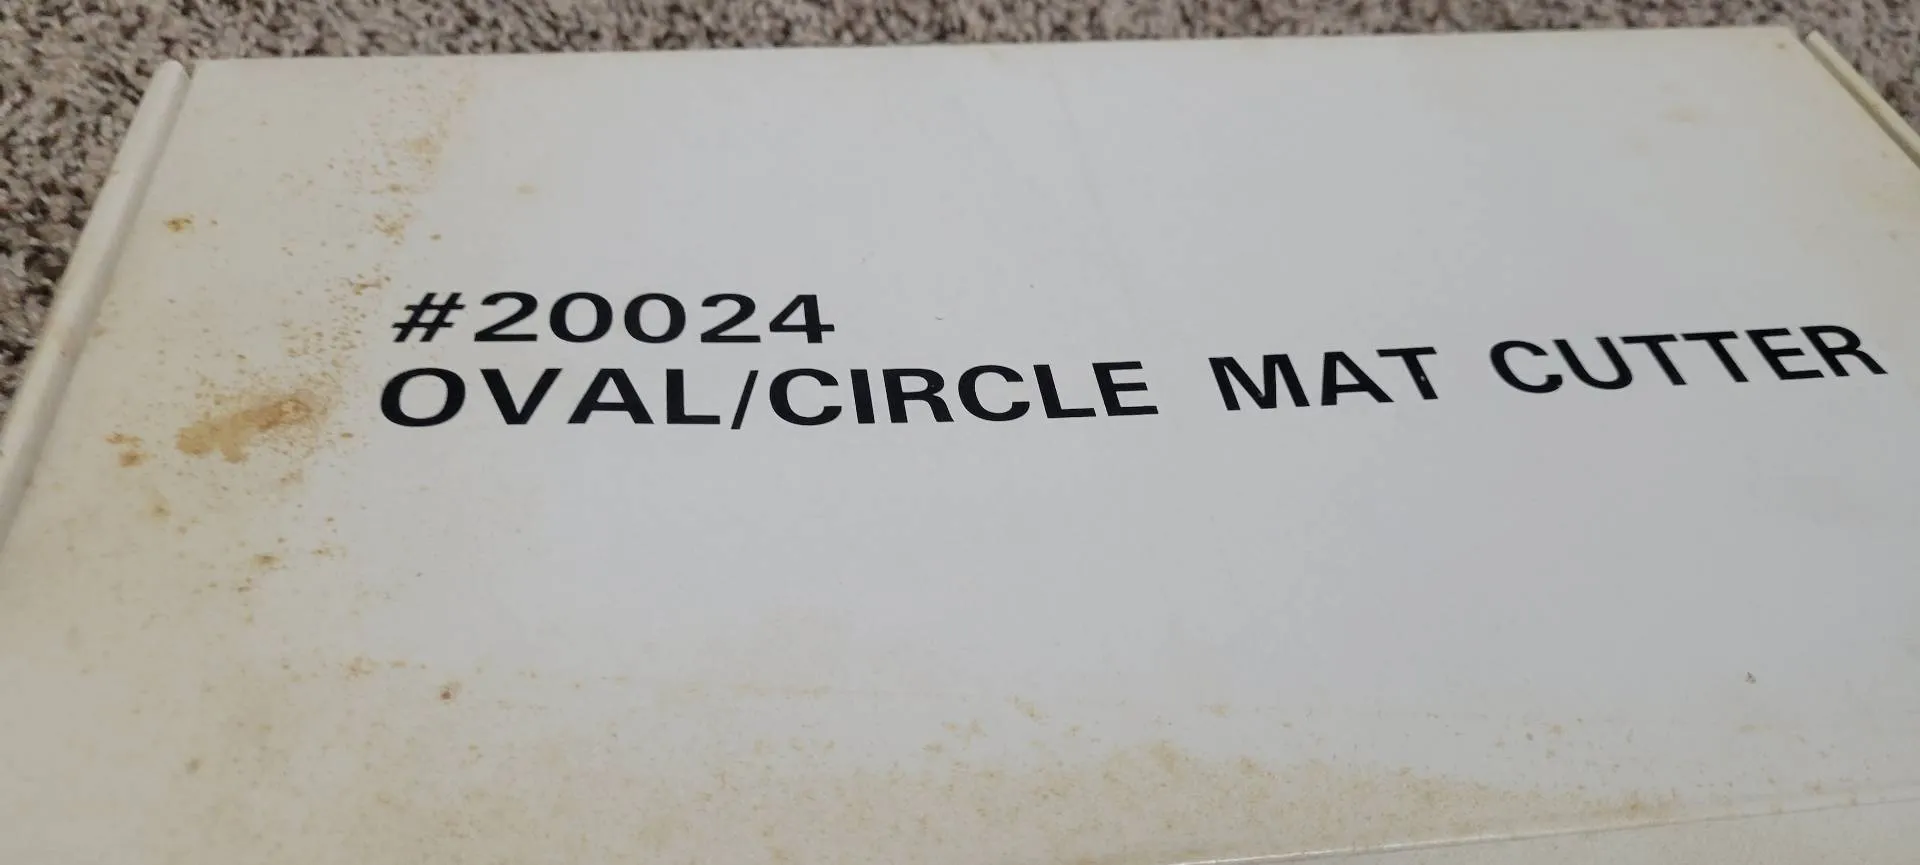 #20024
OVAL/CIRCLE MAT CUTTER